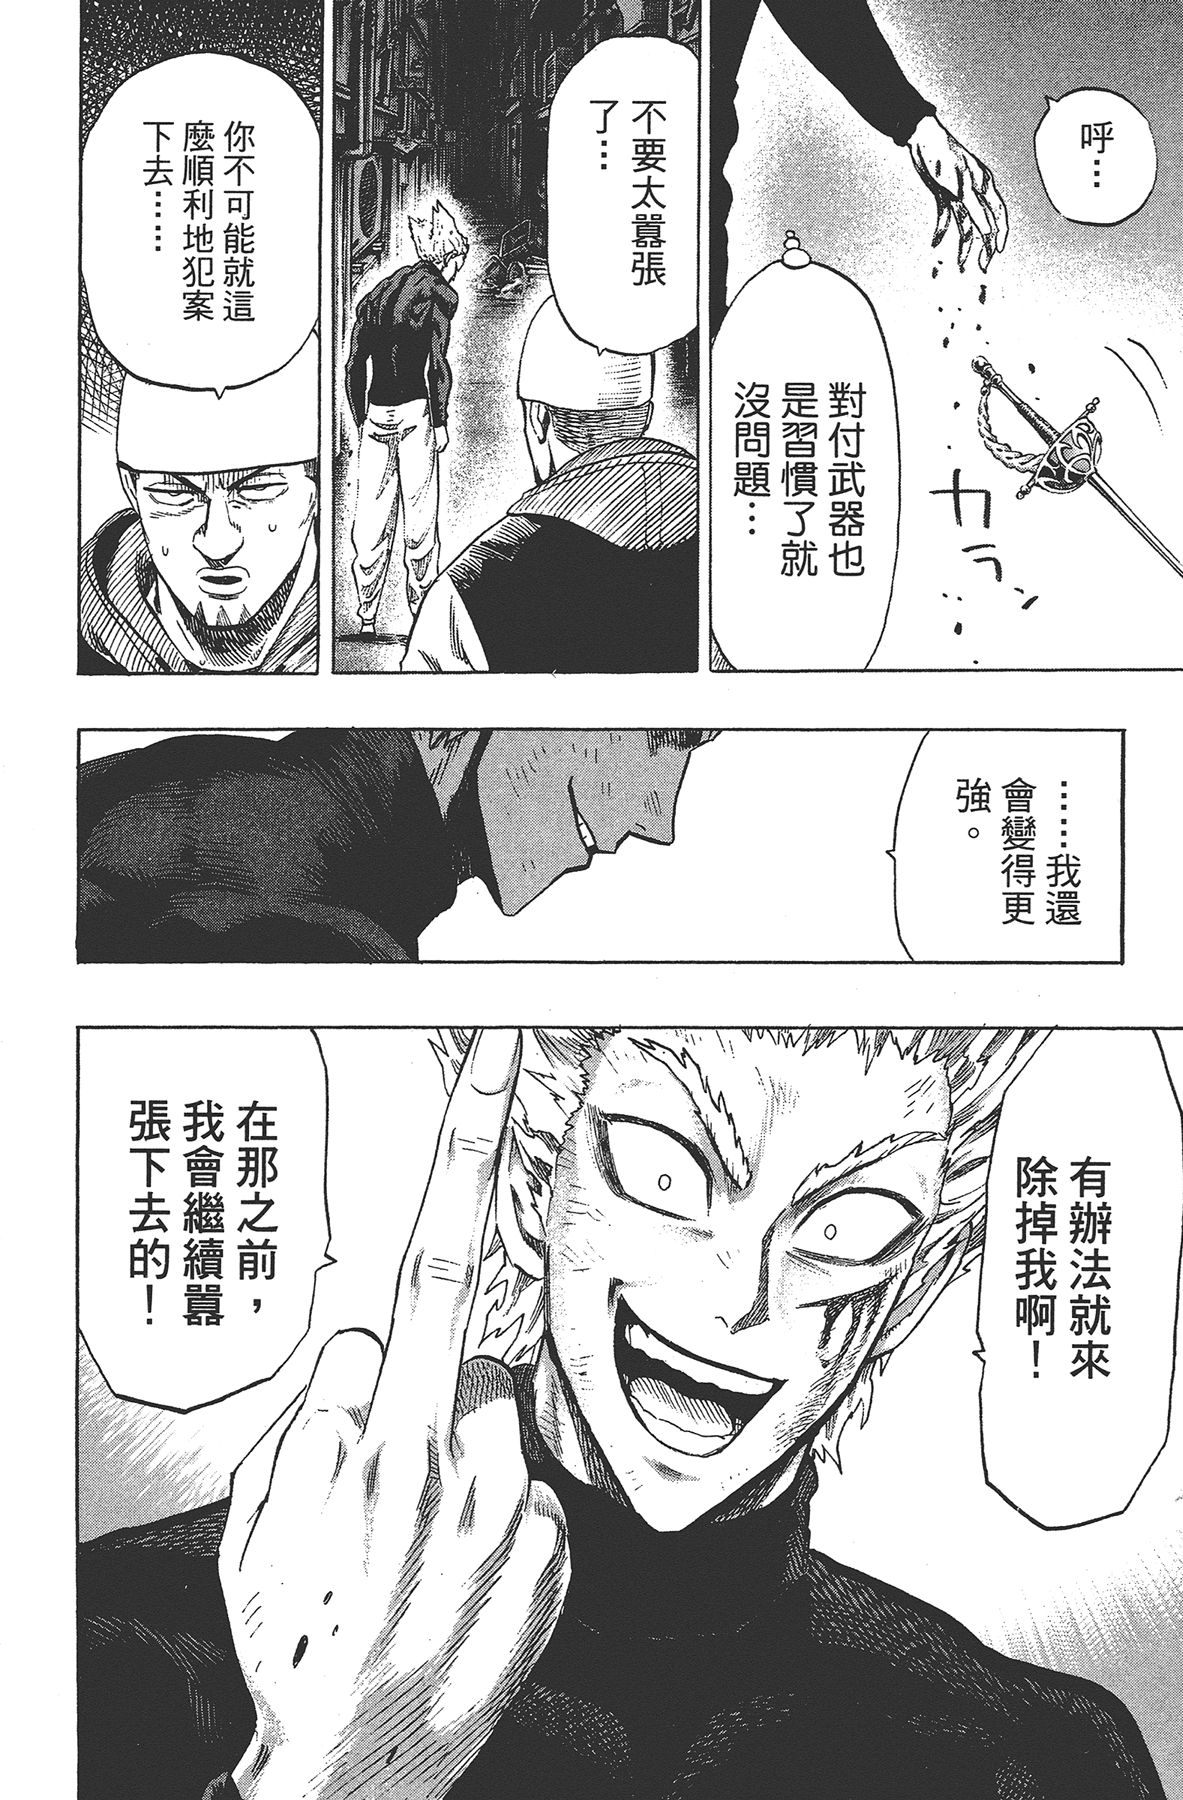 呼…
對付武器也
是習慣了就
沒問題…
カラン
不要太囂張
了…
你不可能就這
麼順利地犯案
下去……
……我還
會變得更
強。
有辦法就來
除掉我啊！
在那之前，
我會繼續囂
張下去的！